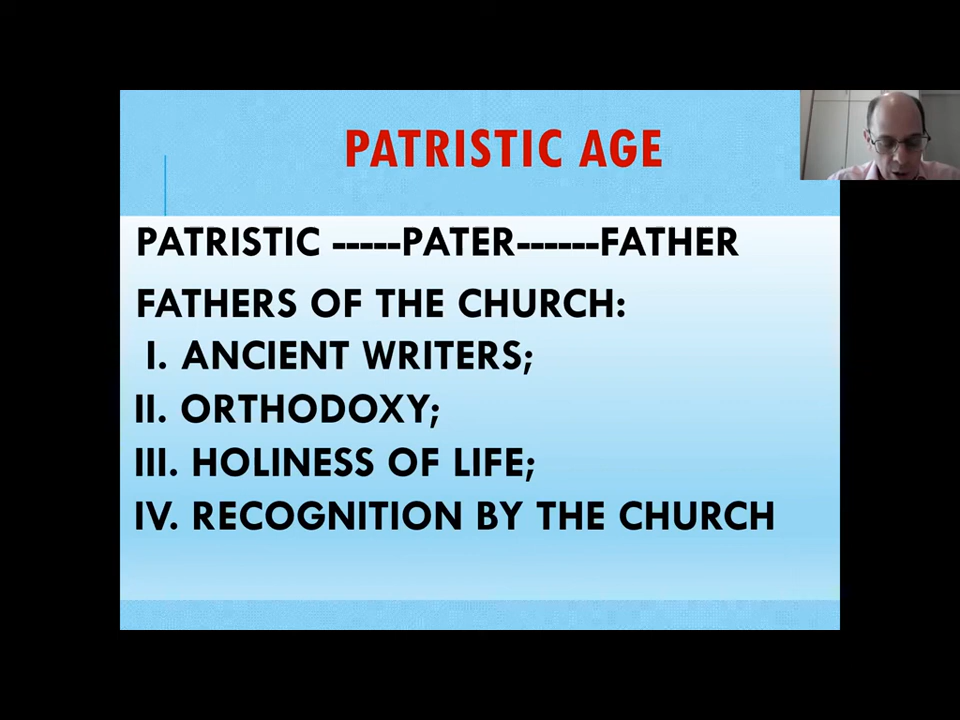 PATRISTIC AGE
PATRISTIC -----PATER------FATHER
FATHERS OF THE CHURCH:
I. ANCIENT WRITERS;
II. ORTHODOXY;
III. HOLINESS OF LIFE;
IV. RECOGNITION BY THE CHURCH